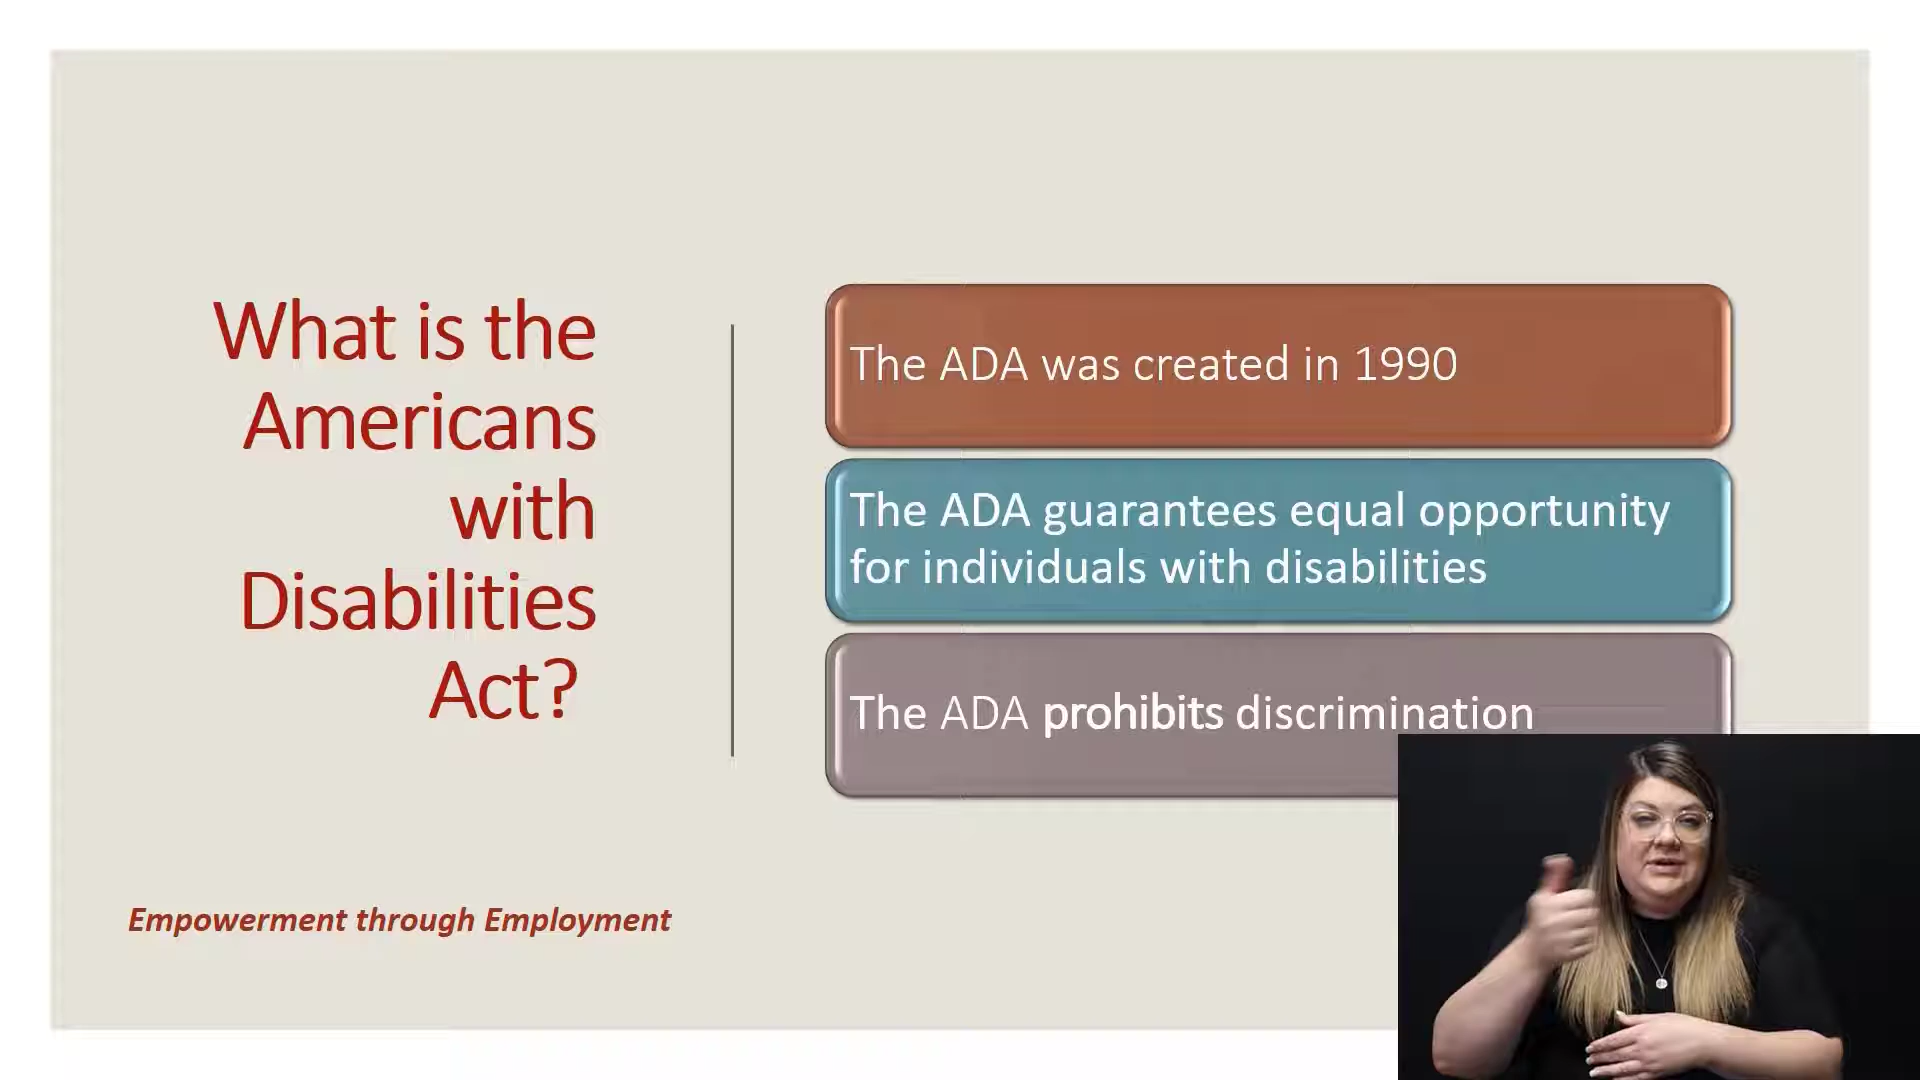 What is the
Americans
with
Disabilities
Act?
The ADA was created in 1990
The ADA guarantees equal opportunity
for individuals with disabilities
The ADA prohibits discrimination
Empowerment through Employment